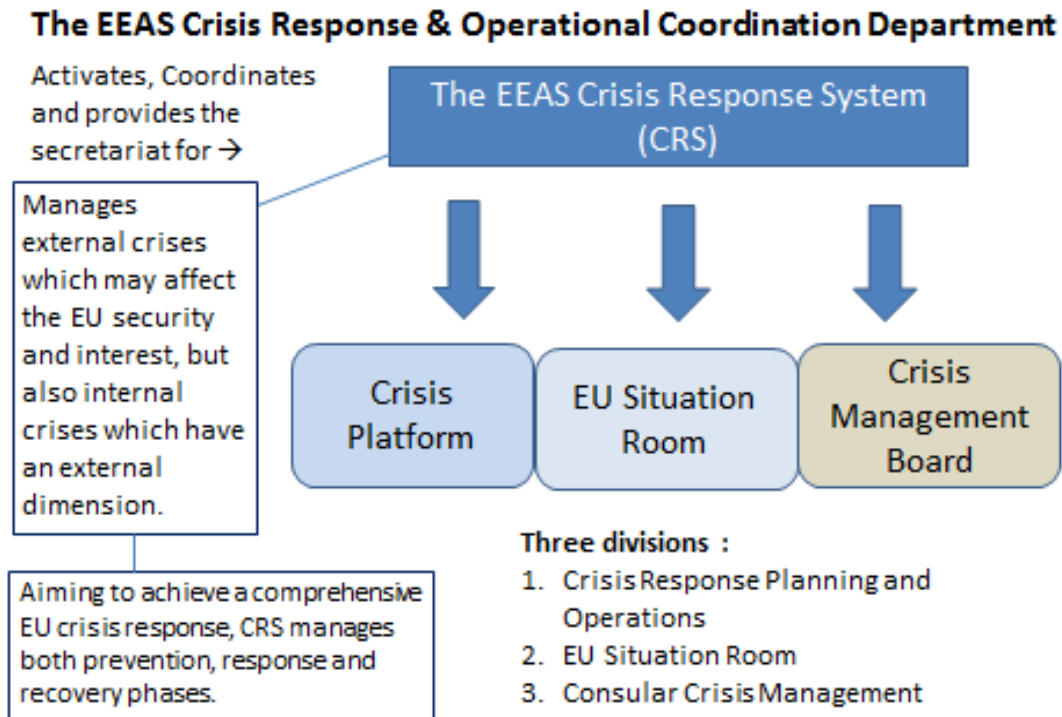 The EEAS Crisis Response & Operational Coordination Department
Activates, Coordinates
and provides the
secretariat for →
The EEAS Crisis Response System
(CRS)
Manages
external crises
which may affect
the EU security
and interest, but
also internal
crises which have
an external
dimension.
Crisis
Platform
EU Situation
Room
Crisis
Management
Board
Aiming to achieve a comprehensive
EU crisis response, CRS manages
both prevention, response and
recovery phases.
Three divisions :
1. Crisis Response Planning and
Operations
2. EU Situation Room
3. Consular Crisis Management